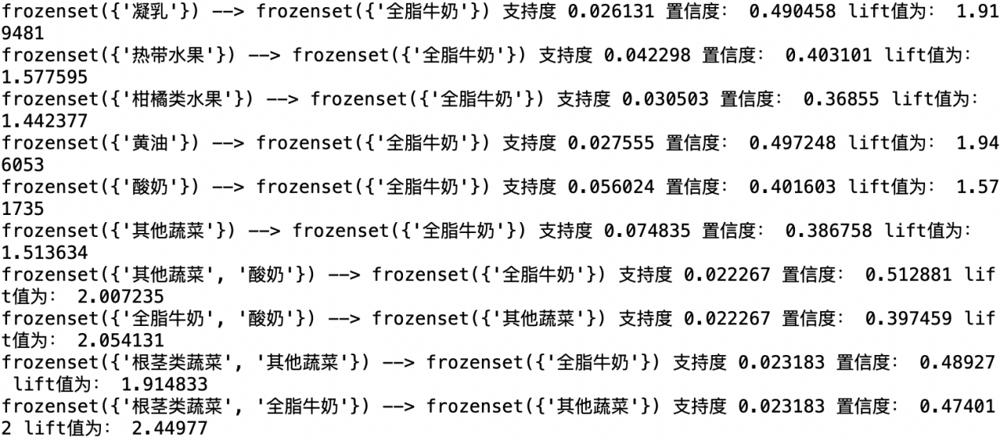 frozenset({'凝乳'}) --> frozenset({'全脂牛奶'}) 支持度 0.026131 置信度： 0.490458 lift值为： 1.91
9481
frozenset({'热带水果'}) --> frozenset({'全脂牛奶'}) 支持度 0.042298 置信度： 0.403101 lift值为：
1.577595
frozenset({'柑橘类水果'}) --> frozenset({'全脂牛奶'}) 支持度 0.030503 置信度： 0.36855 lift值为：
1.442377
frozenset({'黄油'}) --> frozenset({'全脂牛奶'}) 支持度 0.027555 置信度： 0.497248 lift值为： 1.94
6053
frozenset({'酸奶'}) --> frozenset({'全脂牛奶'}) 支持度 0.056024 置信度： 0.401603 lift值为： 1.57
1735
frozenset({'其他蔬菜'}) --> frozenset({'全脂牛奶'}) 支持度 0.074835 置信度： 0.386758 lift值为：
1.513634
frozenset({'其他蔬菜', '酸奶'}) --> frozenset({'全脂牛奶'}) 支持度 0.022267 置信度： 0.512881 lif
t值为： 2.007235
frozenset({'全脂牛奶', '酸奶'}) --> frozenset({'其他蔬菜'}) 支持度 0.022267 置信度： 0.397459 lif
t值为： 2.054131
frozenset({'根茎类蔬菜', '其他蔬菜'}) --> frozenset({'全脂牛奶'}) 支持度 0.023183 置信度： 0.48927
 lift值为： 1.914833
frozenset({'根茎类蔬菜', '全脂牛奶'}) --> frozenset({'其他蔬菜'}) 支持度 0.023183 置信度： 0.47401
2 lift值为： 2.44977